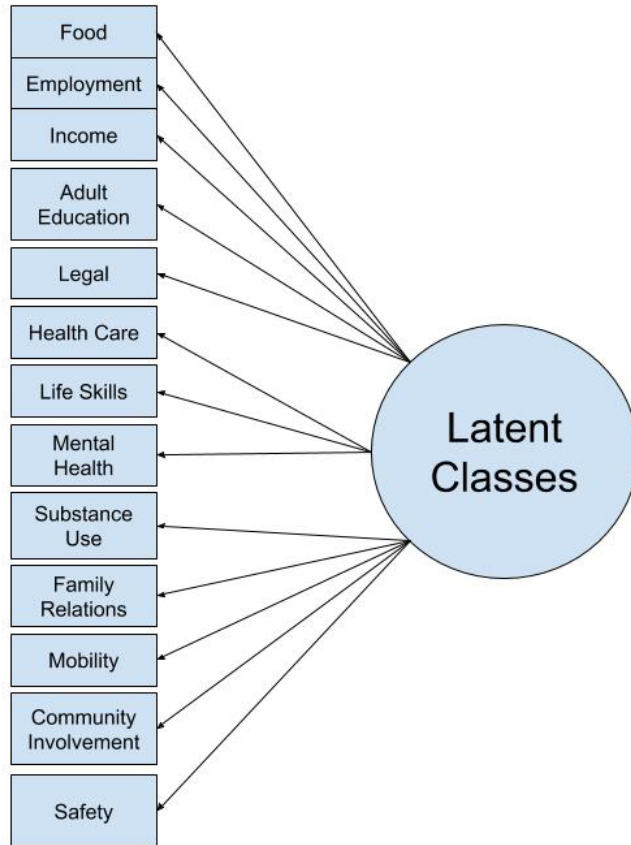 Food
Employment
Income
Adult
Education
Legal
Health Care
Life Skills
Mental
Health
Substance
Use
Family
Relations
Mobility
Community
Involvement
Safety
Latent
Classes